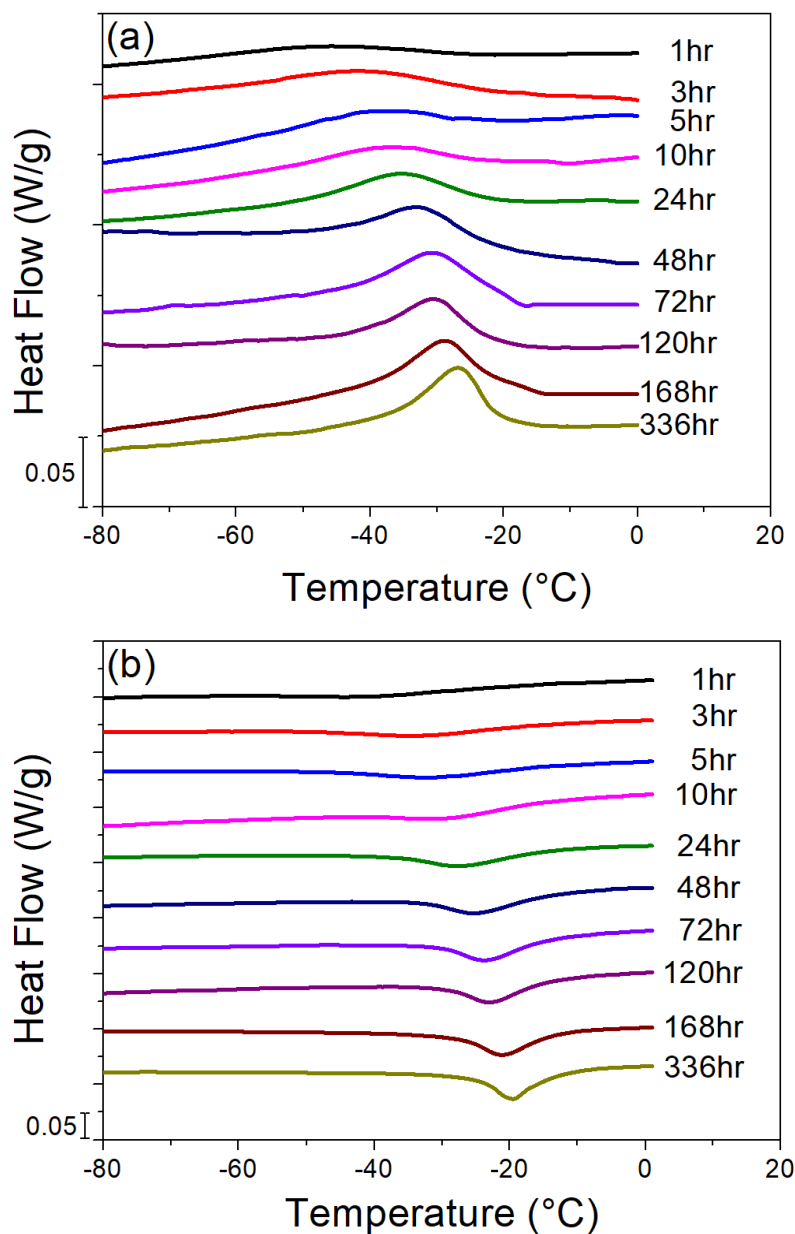 (a)
1hr
3hr
5hr
10hr
24hr
48hr
72hr
120hr
168hr
336hr
Heat Flow (W/g)
0.05
-80 -60 -40 -20 0 20
Temperature (°C)
(b)
1hr
3hr
5hr
10hr
24hr
48hr
72hr
120hr
168hr
336hr
Heat Flow (W/g)
0.05
-80 -60 -40 -20 0 20
Temperature (°C)